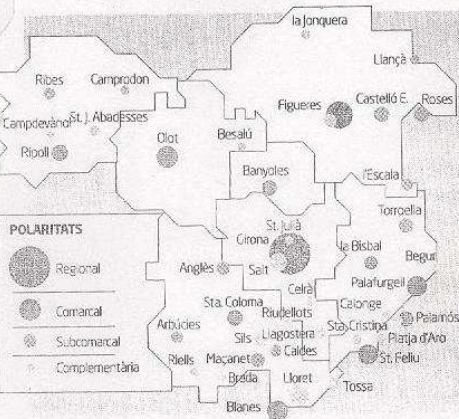 la Jonquera
Llançà
Ribes
Camprodon
Figueres
Castelló E.
Roses
Campdevànol
St. J. Abadesses
Ripoll
Olot
Besalú
Banyoles
l'Escala
Torroella
POLARITATS
Regional
Comarcal
Subcomarcal
Complementària
St. Julià
Girona
Salt
la Bisbal
Begur
Anglès
Celrà
Palafurgell
Sta. Coloma
Riudellots
Calonge
Palamós
Arbúcies
Sils
Llagostera
Sta. Cristina
Platja d'Aro
Riells
Maçanet
Caldes
St. Feliu
Breda
Lloret
Tossa
Blanes